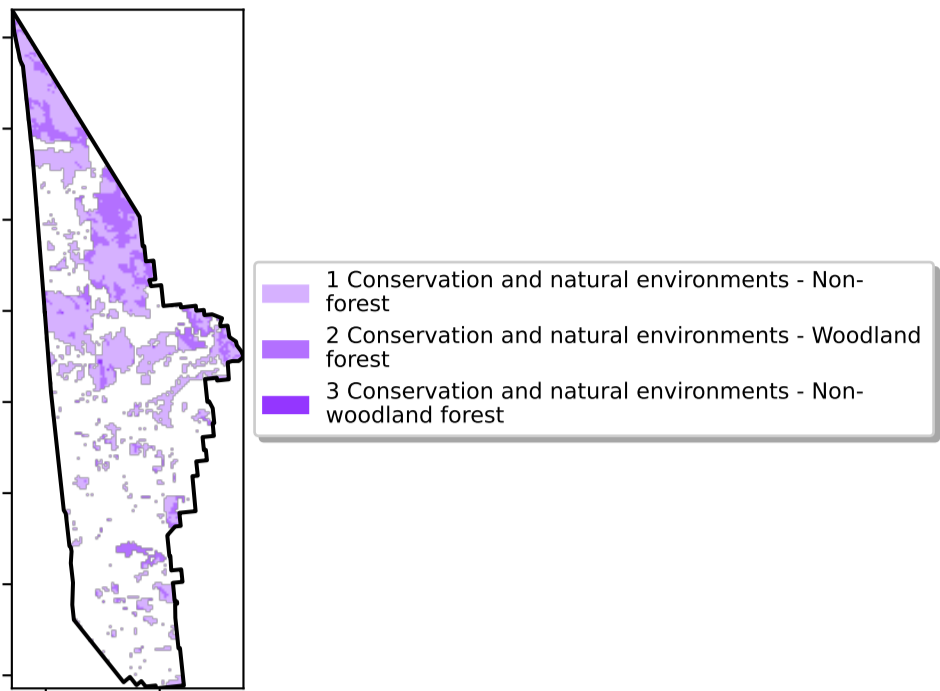 1 Conservation and natural environments - Non-
forest
2 Conservation and natural environments - Woodland
forest
3 Conservation and natural environments - Non-
woodland forest